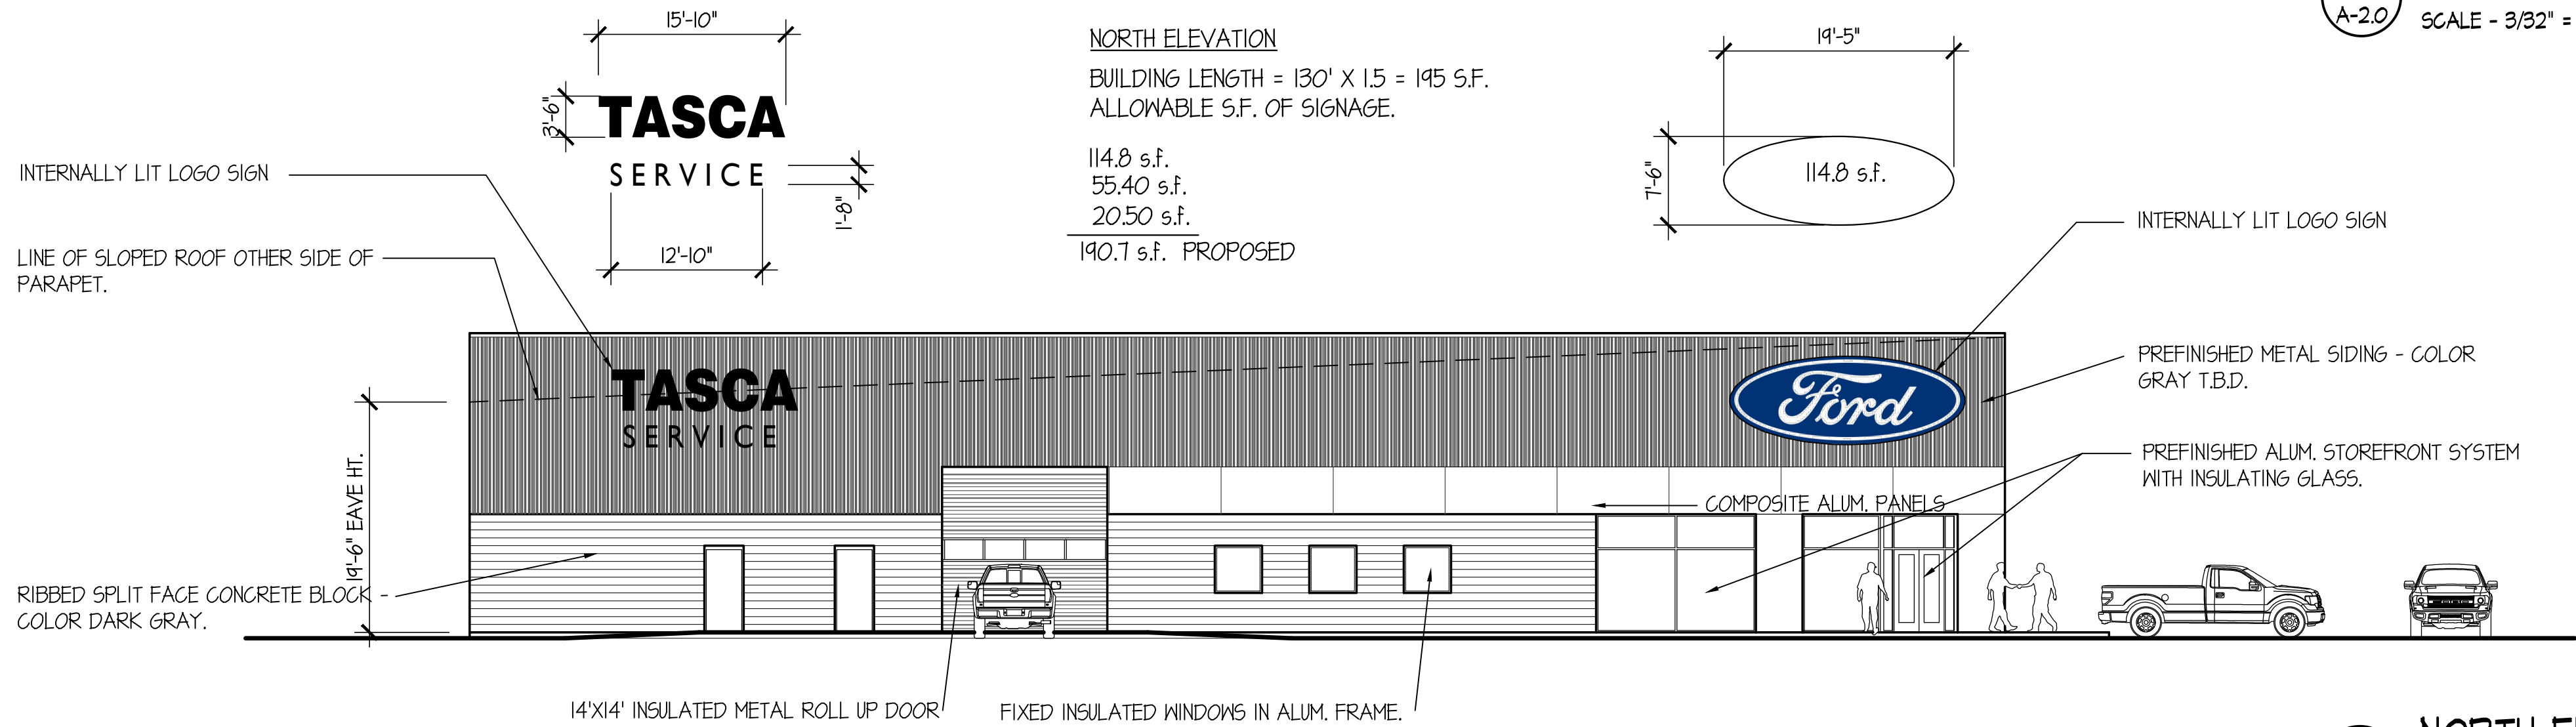 15'-10"
3'-6"
TASCA
SERVICE
1'-8"
12'-10"
NORTH ELEVATION
BUILDING LENGTH = 130' X 1.5 = 195 S.F.
ALLOWABLE S.F. OF SIGNAGE.
114.8 s.f.
55.40 s.f.
20.50 s.f.
190.7 s.f. PROPOSED
19'-5"
7'-6"
114.8 s.f.
A-2.0
SCALE - 3/32" =
INTERNALLY LIT LOGO SIGN
LINE OF SLOPED ROOF OTHER SIDE OF
PARAPET.
19'-6" EAVE HT.
RIBBED SPLIT FACE CONCRETE BLOCK -
COLOR DARK GRAY.
TASCA
SERVICE
Ford
COMPOSITE ALUM. PANELS
INTERNALLY LIT LOGO SIGN
PREFINISHED METAL SIDING - COLOR
GRAY T.B.D.
PREFINISHED ALUM. STOREFRONT SYSTEM
WITH INSULATING GLASS.
14'X14' INSULATED METAL ROLL UP DOOR
FIXED INSULATED WINDOWS IN ALUM. FRAME.